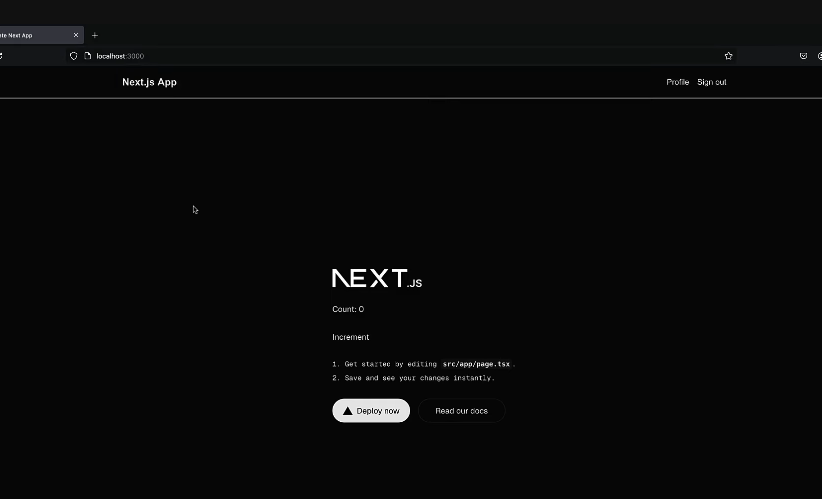 te Next App
localhost:3000
Next.js App
Profile Sign out
NEXT.JS
Count: 0
Increment
1. Get started by editing src/app/page.tsx.
2. Save and see your changes instantly.
Deploy now Read our docs